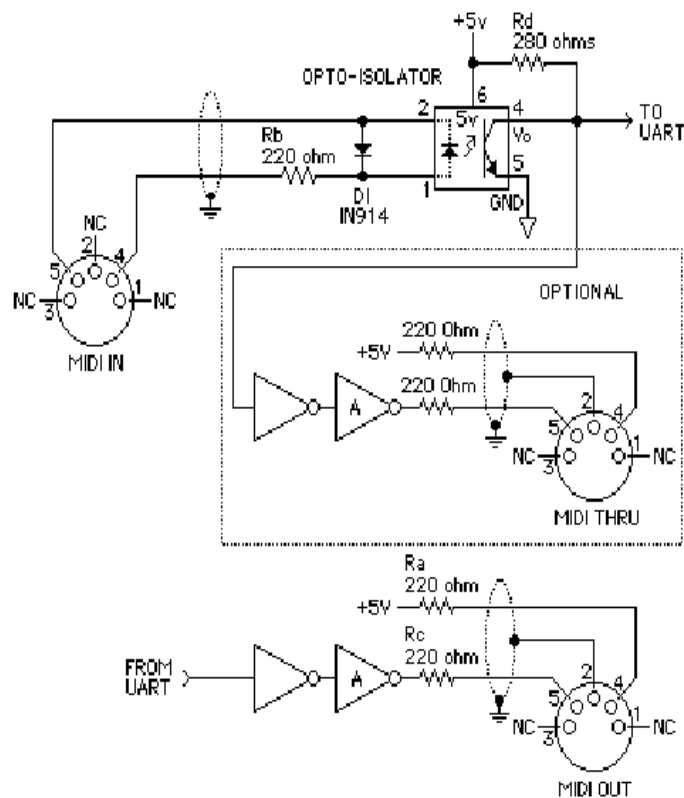 +5v
Rd
280 ohms
OPTO-ISOLATOR
6
2
5v
4
TO
UART
Rb
220 ohm
Vo
5
1
DI
IN914
GND
NC
2
5
4
NC
3
1
NC
MIDI IN
OPTIONAL
220 Ohm
+5V
220 Ohm
A
2
5
4
NC
3
1
NC
MIDI THRU
Ra
220 ohm
+5V
Rc
220 ohm
FROM
UART
A
2
5
4
NC
3
1
NC
MIDI OUT